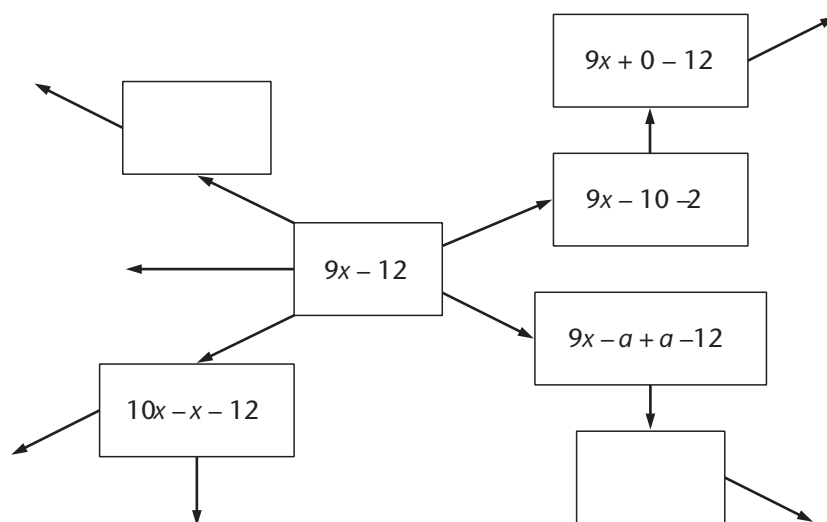 9x + 0 – 12
9x – 10 –2
9x – 12
9x – a + a –12
10x – x – 12